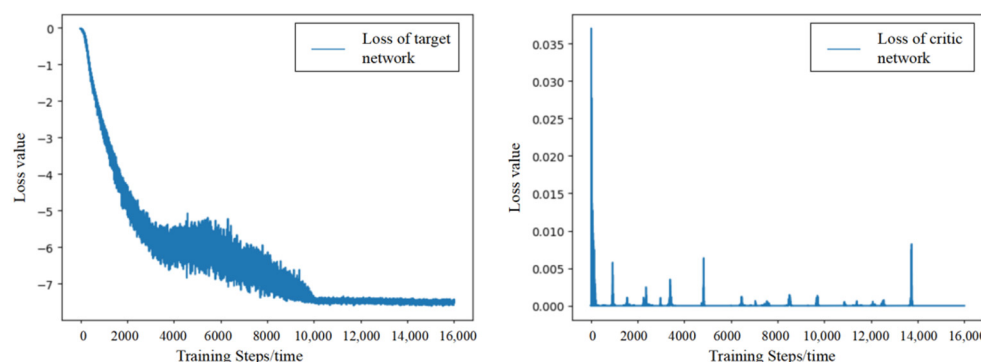 0
−1
−2
−3
−4
−5
−6
−7
Loss value
Loss of target
network
0 2000 4000 6000 8000 10,000 12,000 14,000 16,000
Training Steps/time
0.035
0.030
0.025
0.020
0.015
0.010
0.005
0.000
Loss value
Loss of critic
network
0 2000 4000 6000 8000 10,000 12,000 14,000 16,000
Training Steps/time